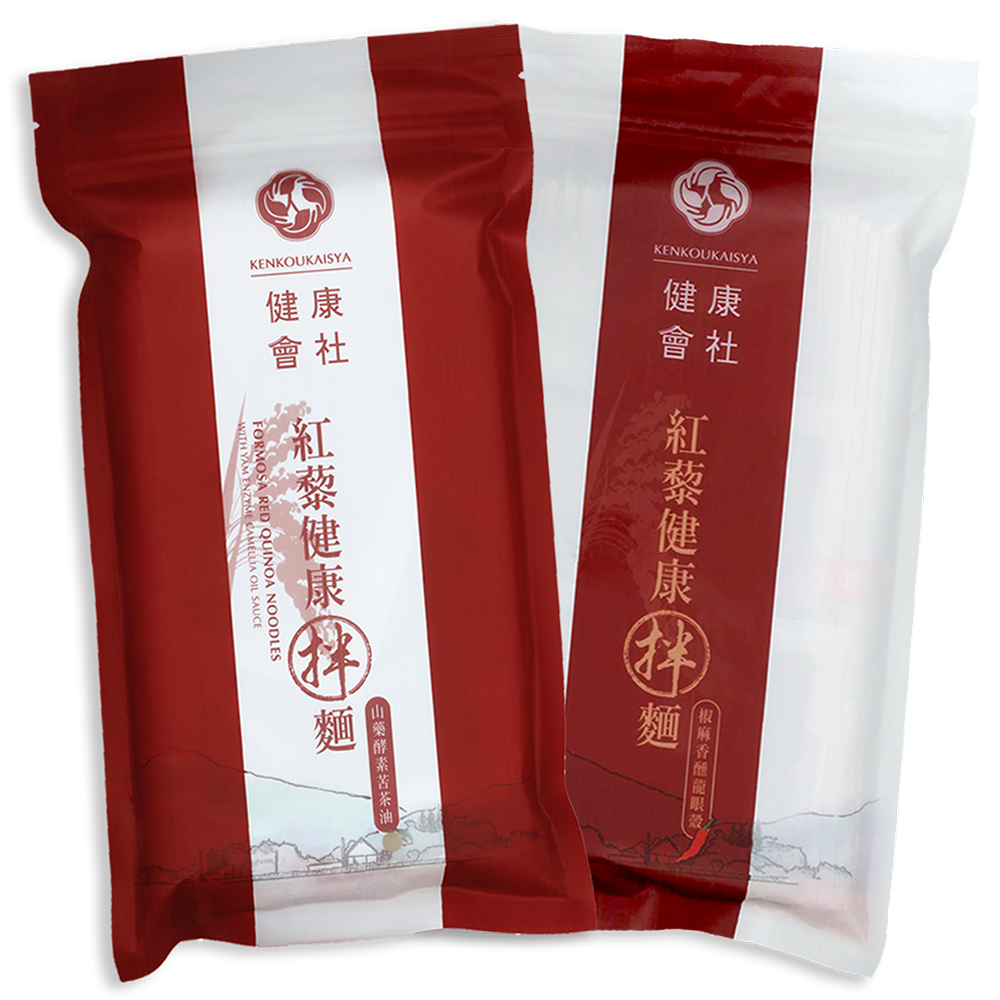 KENKOUKAISYA
健康
會社
紅藜健康拌麵
FORMOSA RED QUINOA NOODLES
WITH YAM ENZYME CAMELLIA OIL SAUCE
山藥酵素苦茶油
KENKOUKAISYA
健康
會社
紅藜健康拌麵
椒麻香醺龍眼殼